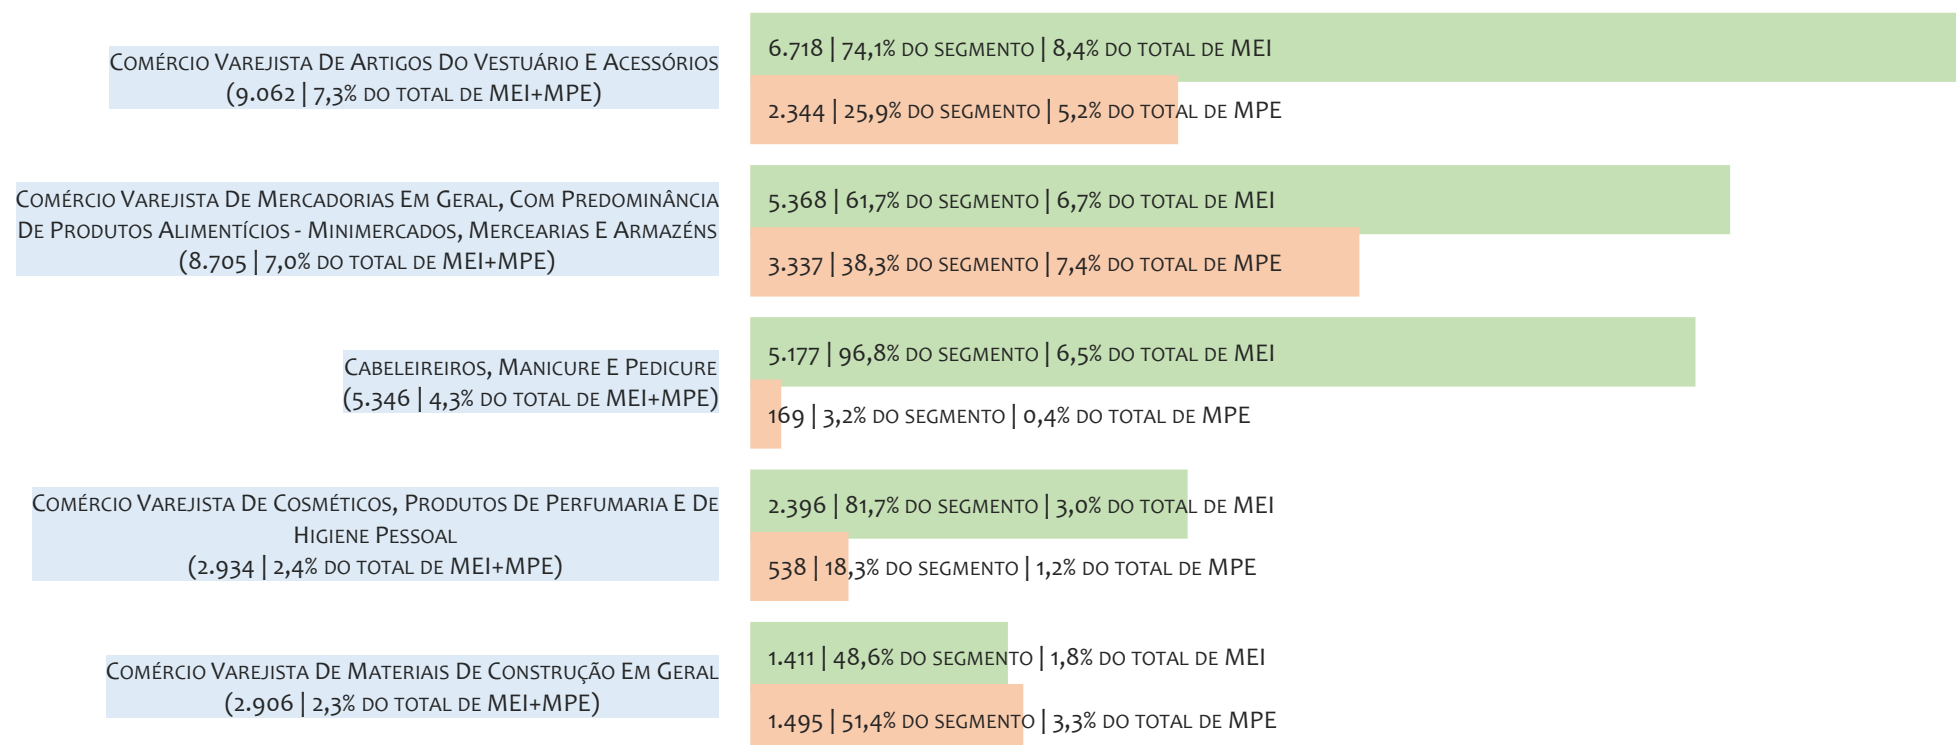 Comércio Varejista De Artigos Do Vestuário E Acessórios
(9.062 | 7,3% do total de MEI+MPE)
6.718 | 74,1% do segmento | 8,4% do total de MEI
2.344 | 25,9% do segmento | 5,2% do total de MPE
Comércio Varejista De Mercadorias Em Geral, Com Predominância
De Produtos Alimentícios - Minimercados, Mercearias E Armazéns
(8.705 | 7,0% do total de MEI+MPE)
5.368 | 61,7% do segmento | 6,7% do total de MEI
3.337 | 38,3% do segmento | 7,4% do total de MPE
Cabeleireiros, Manicure E Pedicure
(5.346 | 4,3% do total de MEI+MPE)
5.177 | 96,8% do segmento | 6,5% do total de MEI
169 | 3,2% do segmento | 0,4% do total de MPE
Comércio Varejista De Cosméticos, Produtos De Perfumaria E De
Higiene Pessoal
(2.934 | 2,4% do total de MEI+MPE)
2.396 | 81,7% do segmento | 3,0% do total de MEI
538 | 18,3% do segmento | 1,2% do total de MPE
Comércio Varejista De Materiais De Construção Em Geral
(2.906 | 2,3% do total de MEI+MPE)
1.411 | 48,6% do segmento | 1,8% do total de MEI
1.495 | 51,4% do segmento | 3,3% do total de MPE